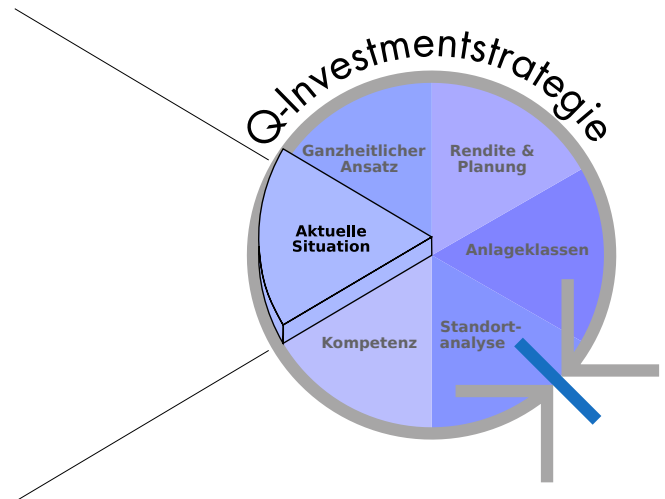 Q-Investmentstrategie
Ganzheitlicher
Ansatz
Rendite &
Planung
Aktuelle
Situation
Anlageklassen
Kompetenz
Standort-
analyse